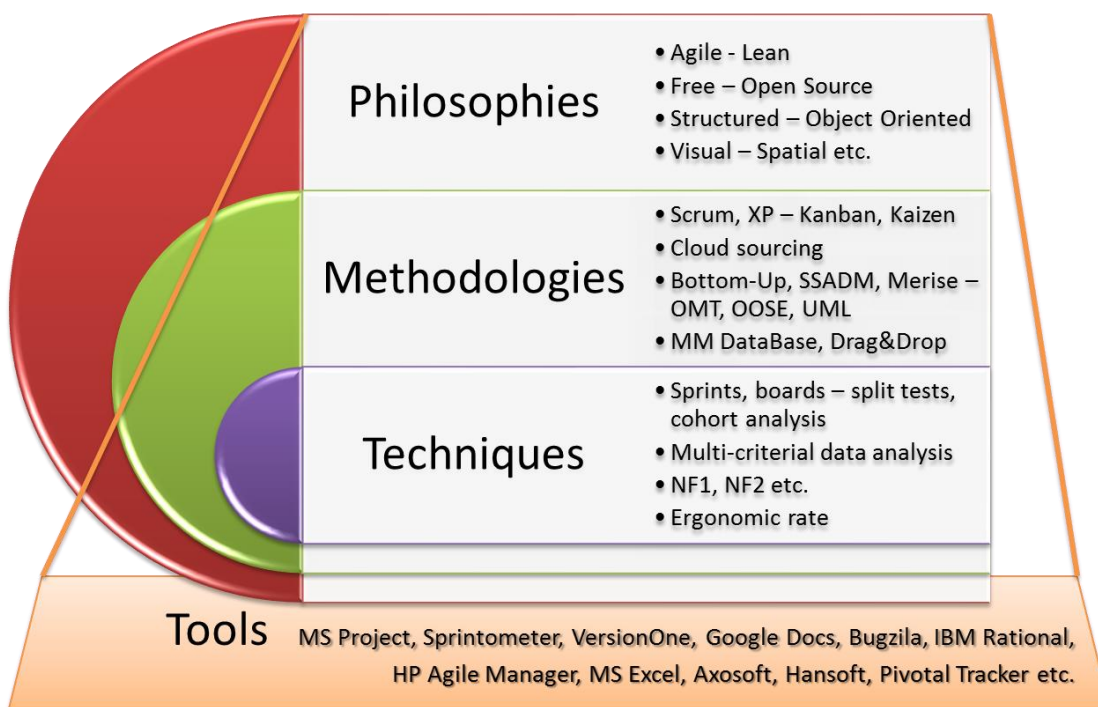 Philosophies
• Agile - Lean
• Free – Open Source
• Structured – Object Oriented
• Visual – Spatial etc.
Methodologies
• Scrum, XP – Kanban, Kaizen
• Cloud sourcing
• Bottom-Up, SSADM, Merise –
OMT, OOSE, UML
• MM DataBase, Drag&Drop
Techniques
• Sprints, boards – split tests,
cohort analysis
• Multi-criterial data analysis
• NF1, NF2 etc.
• Ergonomic rate
Tools
MS Project, Sprintometer, VersionOne, Google Docs, Bugzila, IBM Rational,
HP Agile Manager, MS Excel, Axosoft, Hansoft, Pivotal Tracker etc.